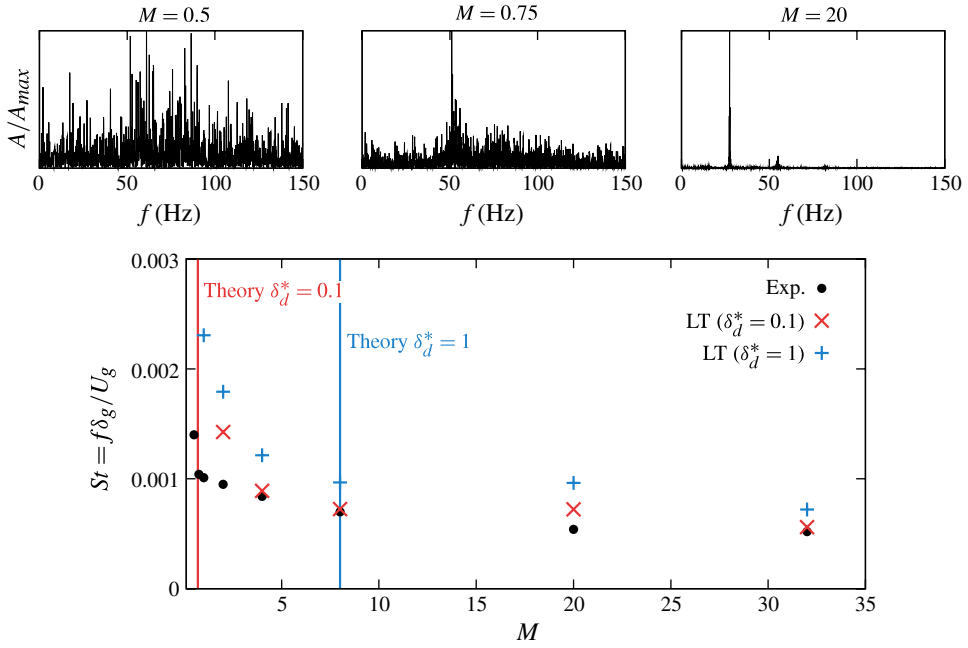 M = 0.5
M = 0.75
M = 20
A/A_max
0 50 100 150
0 50 100 150
0 50 100 150
f (Hz)
f (Hz)
f (Hz)
0.003
Theory δ*_d = 0.1
Exp.
LT (δ*_d = 0.1)
Theory δ*_d = 1
LT (δ*_d = 1)
0.002
St = fδ_g/U_g
0.001
0
5 10 15 20 25 30 35
M